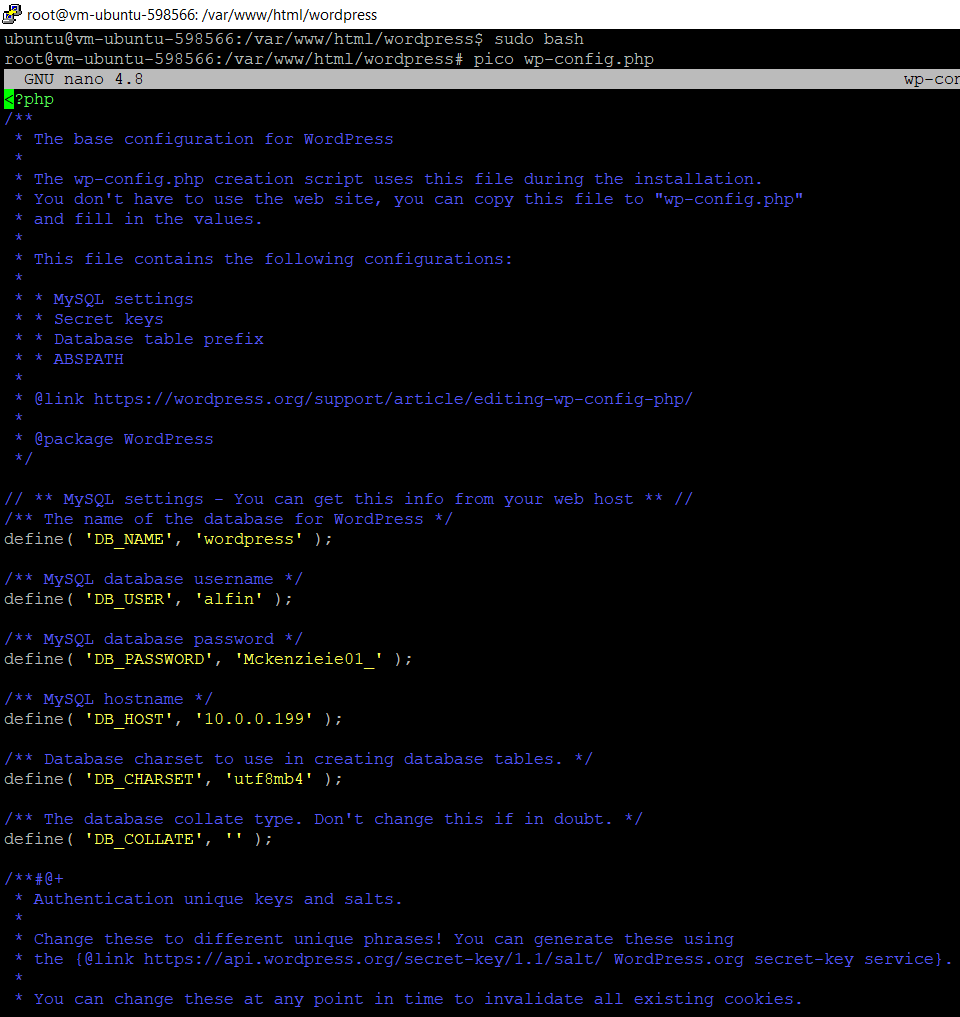 root@vm-ubuntu-598566: /var/www/html/wordpress
ubuntu@vm-ubuntu-598566:/var/www/html/wordpress$ sudo bash
root@vm-ubuntu-598566:/var/www/html/wordpress# pico wp-config.php
GNU nano 4.8 wp-con
<?php
/**
 * The base configuration for WordPress
 *
 * The wp-config.php creation script uses this file during the installation.
 * You don't have to use the web site, you can copy this file to "wp-config.php"
 * and fill in the values.
 *
 * This file contains the following configurations:
 *
 * * MySQL settings
 * * Secret keys
 * * Database table prefix
 * * ABSPATH
 *
 * @link https://wordpress.org/support/article/editing-wp-config-php/
 *
 * @package WordPress
 */
// ** MySQL settings - You can get this info from your web host ** //
/** The name of the database for WordPress */
define( 'DB_NAME', 'wordpress' );
/** MySQL database username */
define( 'DB_USER', 'alfin' );
/** MySQL database password */
define( 'DB_PASSWORD', 'Mckenzieie01_' );
/** MySQL hostname */
define( 'DB_HOST', '10.0.0.199' );
/** Database charset to use in creating database tables. */
define( 'DB_CHARSET', 'utf8mb4' );
/** The database collate type. Don't change this if in doubt. */
define( 'DB_COLLATE', '' );
/**#@+
 * Authentication unique keys and salts.
 *
 * Change these to different unique phrases! You can generate these using
 * the {@link https://api.wordpress.org/secret-key/1.1/salt/ WordPress.org secret-key service}.
 *
 * You can change these at any point in time to invalidate all existing cookies.